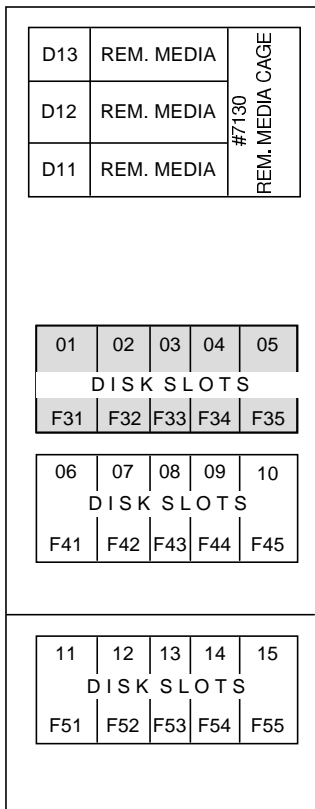 D13 REM. MEDIA
D12 REM. MEDIA
D11 REM. MEDIA
#7130
REM. MEDIA CAGE
01 02 03 04 05
DISK SLOTS
F31 F32 F33 F34 F35
06 07 08 09 10
DISK SLOTS
F41 F42 F43 F44 F45
11 12 13 14 15
DISK SLOTS
F51 F52 F53 F54 F55